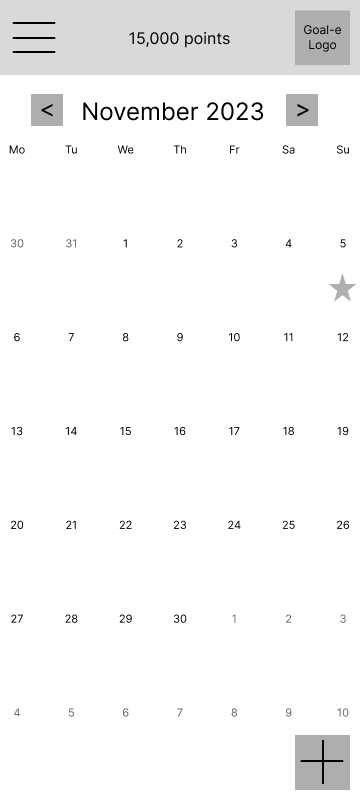 15,000 points
Goal-e
Logo
< November 2023 >
Mo Tu We Th Fr Sa Su
30 31 1 2 3 4 5
6 7 8 9 10 11 12
13 14 15 16 17 18 19
20 21 22 23 24 25 26
27 28 29 30 1 2 3
4 5 6 7 8 9 10